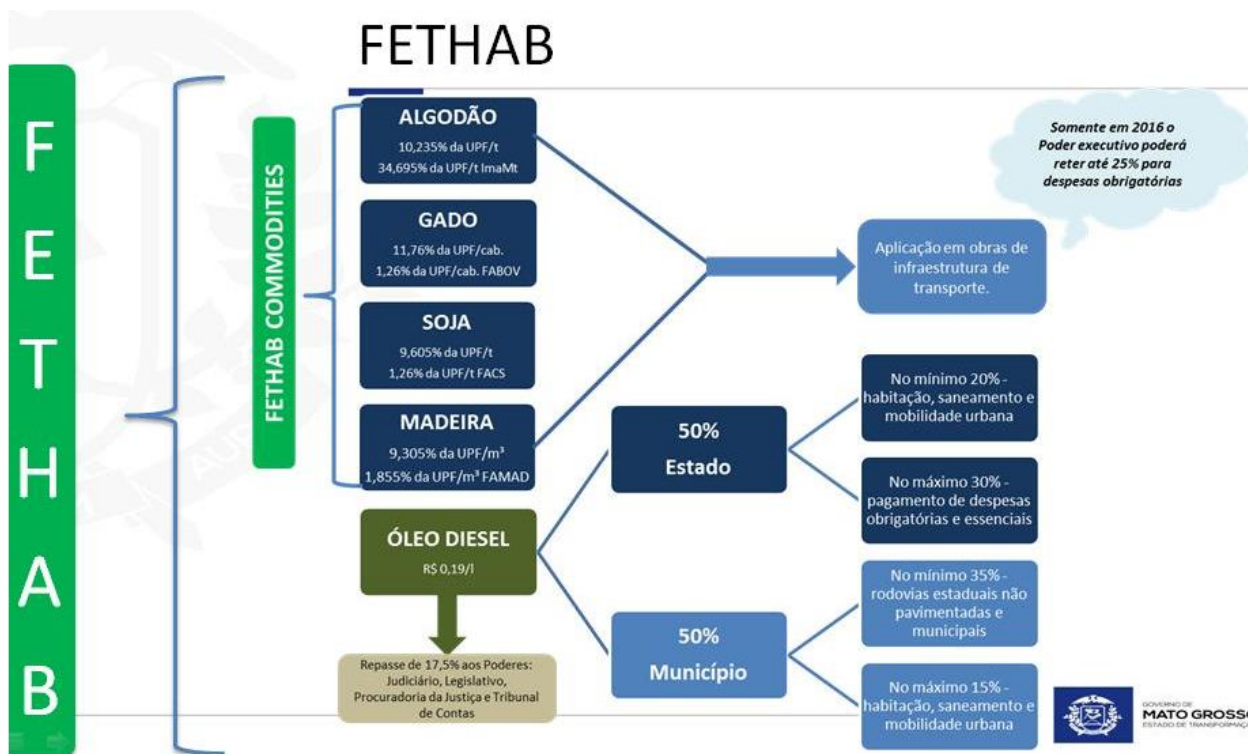 FETHAB
F
E
T
H
A
B
FETHAB COMMODITIES
ALGODÃO
10,235% da UPF/t
34,695% da UPF/t ImaMt
GADO
11,76% da UPF/cab.
1,26% da UPF/cab. FABOV
SOJA
9,605% da UPF/t
1,26% da UPF/t FACS
MADEIRA
9,305% da UPF/m³
1,855% da UPF/m³ FAMAD
ÓLEO DIESEL
R$ 0,19/l
Repasse de 17,5% aos Poderes:
Judiciário, Legislativo,
Procuradoria da Justiça e Tribunal
de Contas
50%
Estado
50%
Município
Somente em 2016 o
Poder executivo poderá
reter até 25% para
despesas obrigatórias
Aplicação em obras de
infraestrutura de
transporte.
No mínimo 20% -
habitação, saneamento e
mobilidade urbana
No máximo 30% -
pagamento de despesas
obrigatórias e essenciais
No mínimo 35% -
rodovias estaduais não
pavimentadas e
municipais
No máximo 15% -
habitação, saneamento e
mobilidade urbana
GOVERNO DE
MATO GROSSO
ESTADO DE TRANSFORMAÇÃ